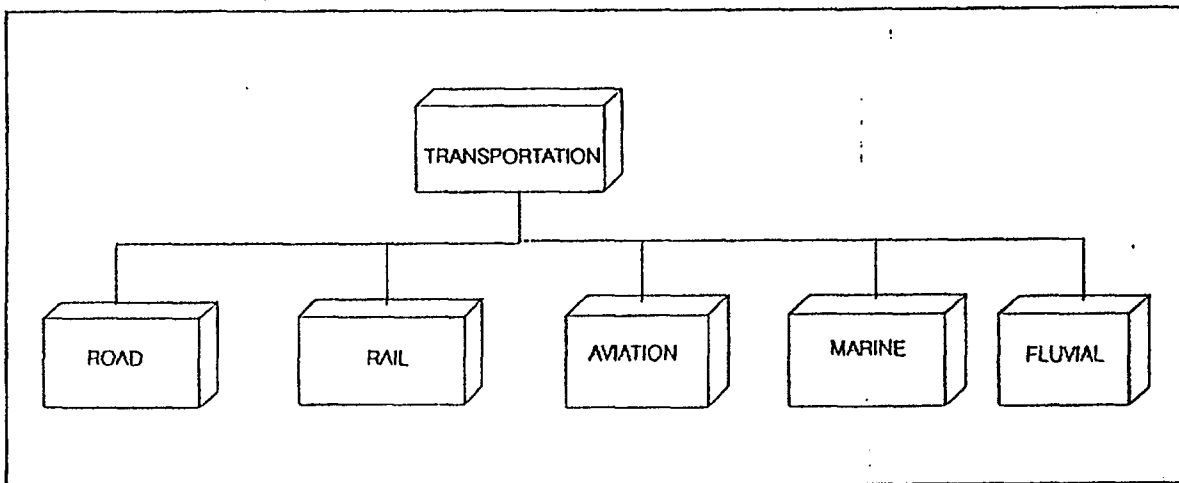 TRANSPORTATION
ROAD
RAIL
AVIATION
MARINE
FLUVIAL